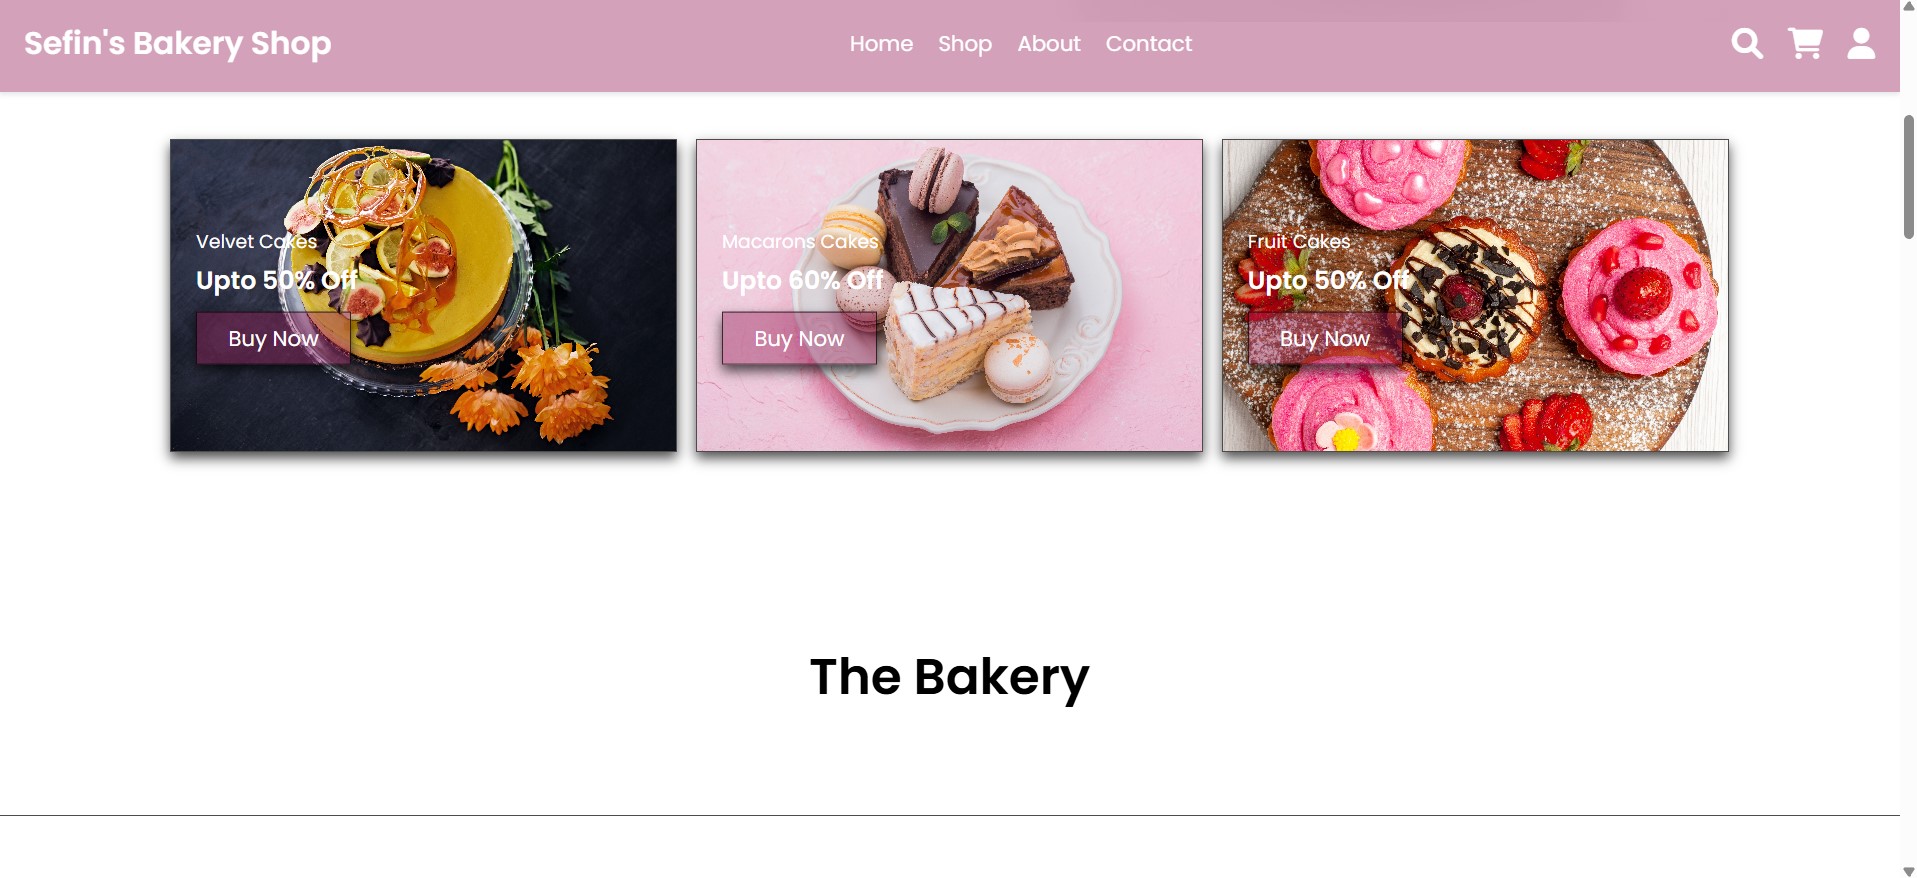 Sefin's Bakery Shop
Home Shop About Contact
Velvet Cakes
Upto 50% Off
Buy Now
Macarons Cakes
Upto 60% Off
Buy Now
Fruit Cakes
Upto 50% Off
Buy Now
The Bakery